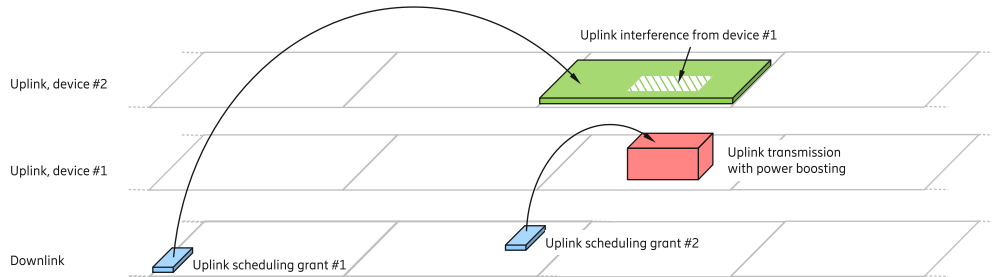 Uplink interference from device #1
Uplink, device #2
Uplink, device #1
Uplink transmission
with power boosting
Uplink scheduling grant #2
Downlink
Uplink scheduling grant #1